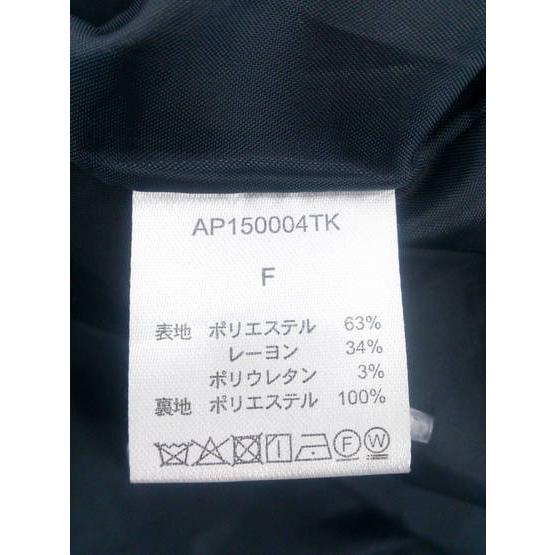 AP150004TK
F
表地 ポリエステル 63%
レーヨン 34%
ポリウレタン 3%
裏地 ポリエステル 100%
F W